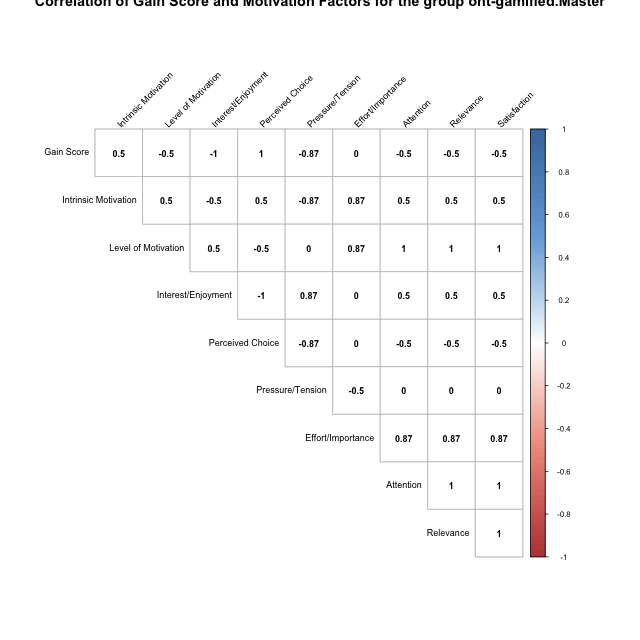 Correlation of Gain Score and Motivation Factors for the group ont-gamified.Master
Intrinsic Motivation Level of Motivation Interest/Enjoyment Perceived Choice Pressure/Tension Effort/Importance Attention Relevance Satisfaction
Gain Score 0.5 -0.5 -1 1 -0.87 0 -0.5 -0.5 -0.5
Intrinsic Motivation 0.5 -0.5 0.5 -0.87 0.87 0.5 0.5 0.5
Level of Motivation 0.5 -0.5 0 0.87 1 1 1
Interest/Enjoyment -1 0.87 0 0.5 0.5 0.5
Perceived Choice -0.87 0 -0.5 -0.5 -0.5
Pressure/Tension -0.5 0 0 0
Effort/Importance 0.87 0.87 0.87
Attention 1 1
Relevance 1
1
0.8
0.6
0.4
0.2
0
-0.2
-0.4
-0.6
-0.8
-1